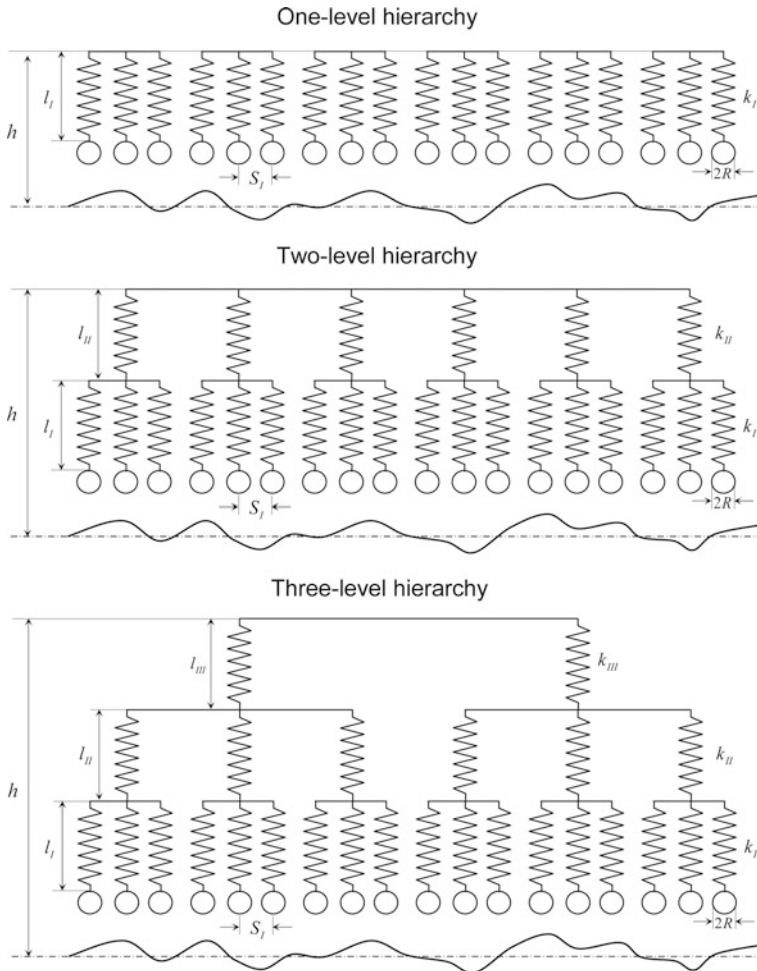 One-level hierarchy
l_I
k_I
h
S_I
2R
Two-level hierarchy
l_II
k_II
h
l_I
k_I
S_I
2R
Three-level hierarchy
l_III
k_III
l_II
k_II
h
l_I
k_I
S_I
2R